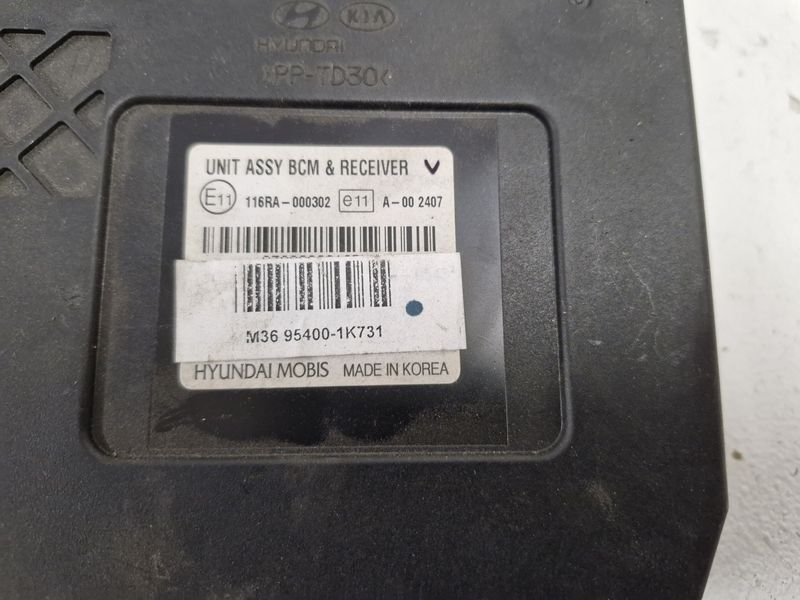 KIA
HYUNDAI
>PP-TD30<
UNIT ASSY BCM & RECEIVER V
E11 116RA-000302 e11 A-00 2407
M36 95400-1K731
HYUNDAI MOBIS MADE IN KOREA